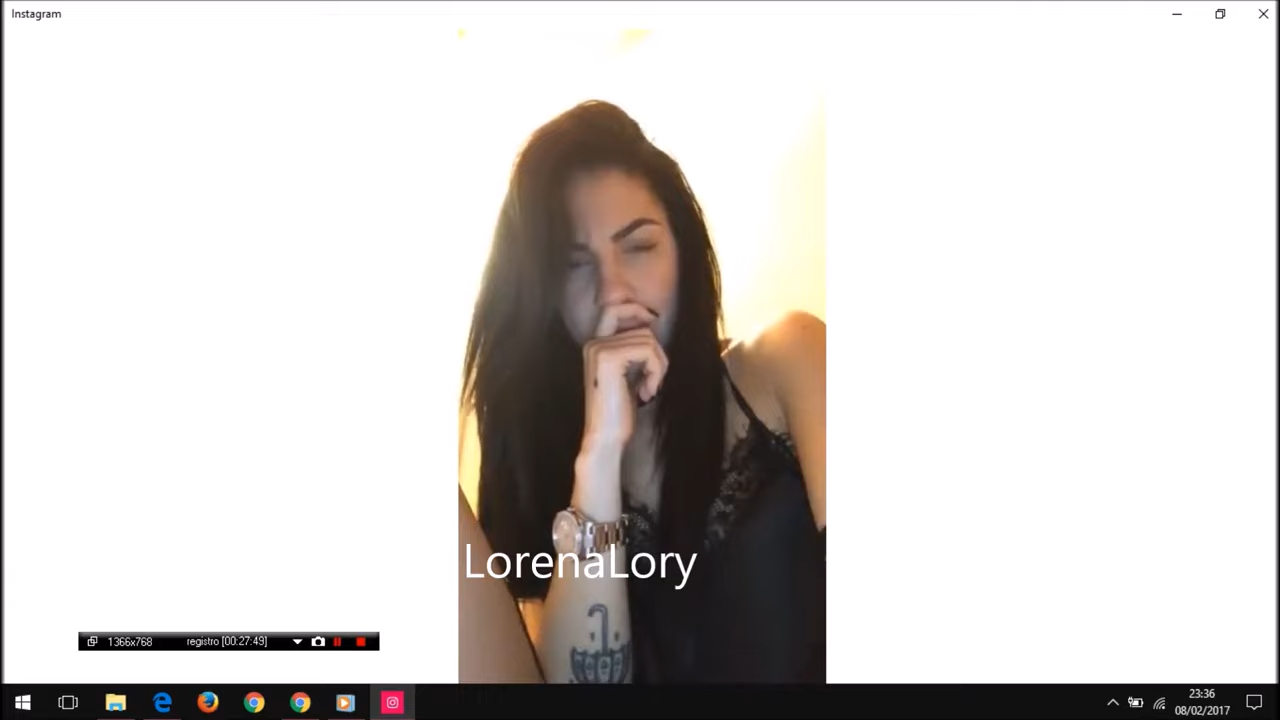 Instagram
LorenaLory
1366x768 registro [00:27:49]
23:36
08/02/2017